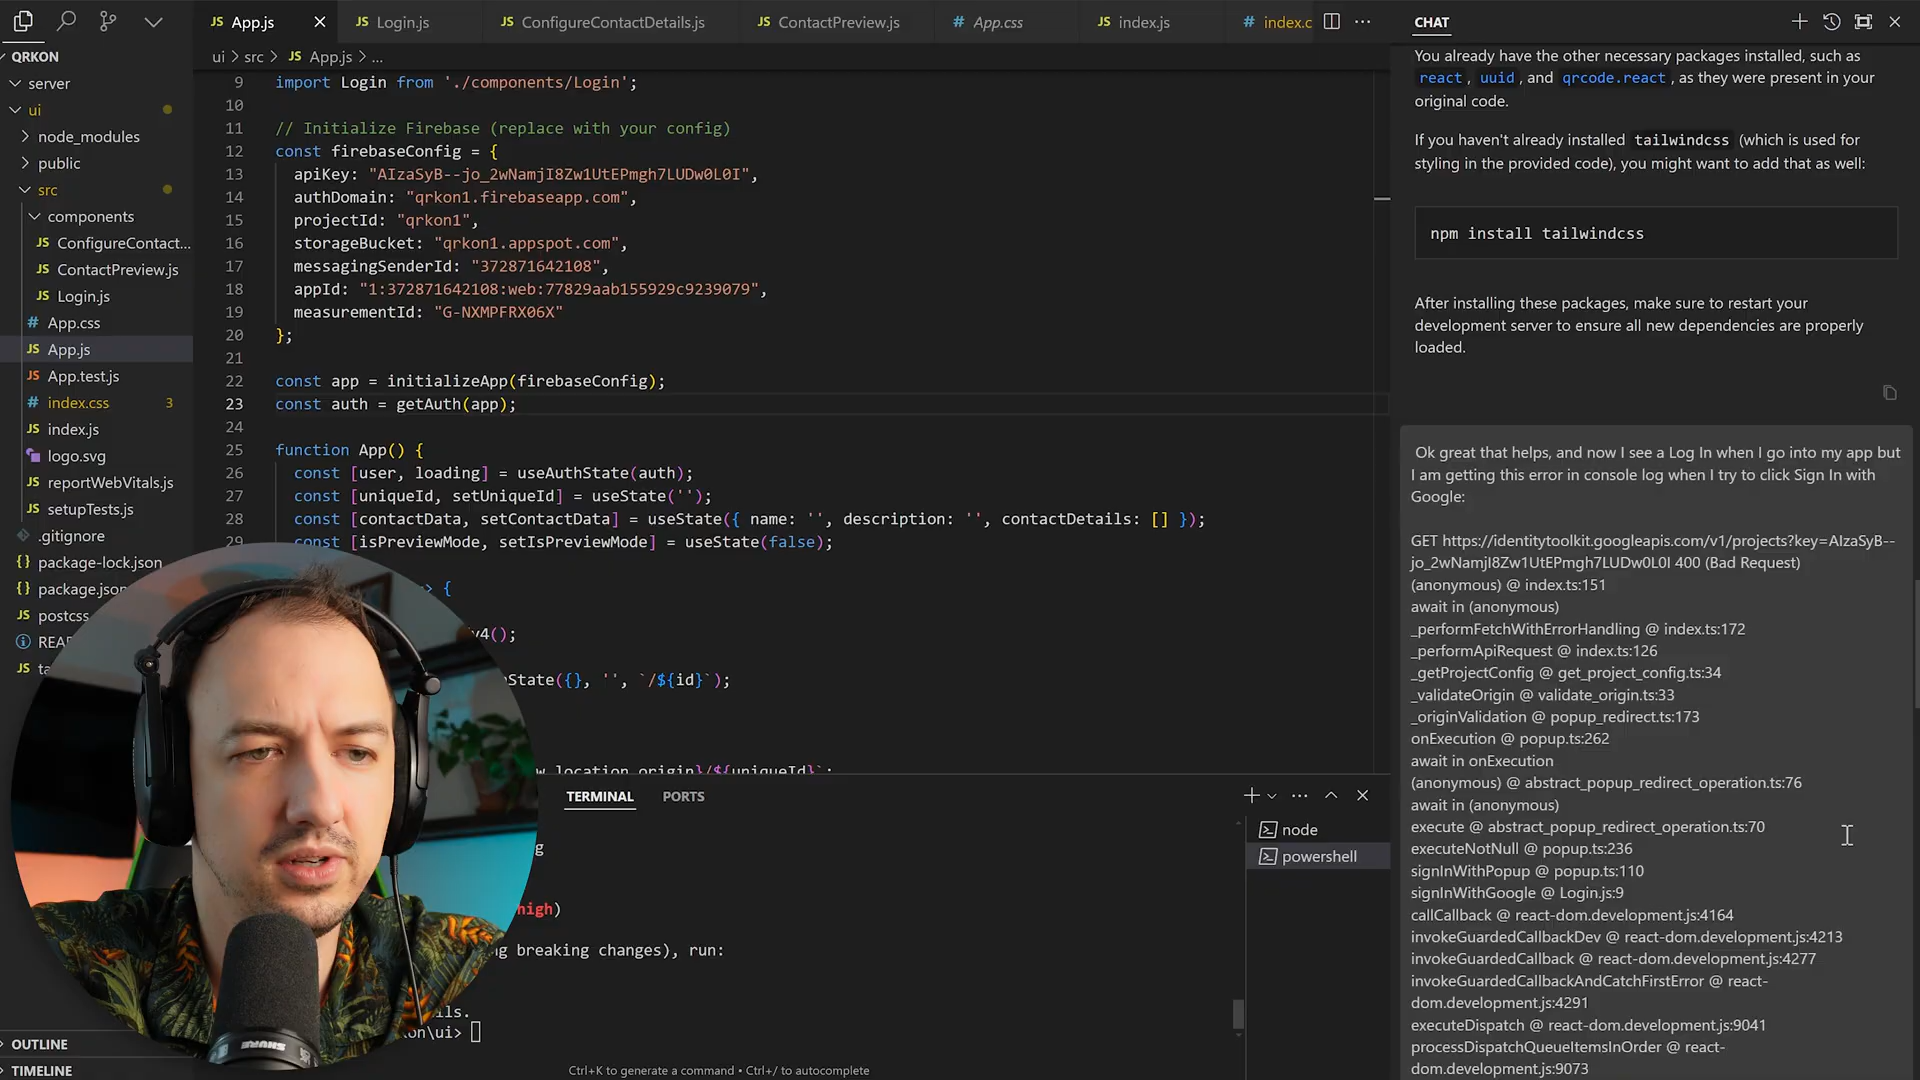 App.js
Login.js
ConfigureContactDetails.js
ContactPreview.js
App.css
index.js
index.c
CHAT
QRKON
server
ui
node_modules
public
src
components
ConfigureContact...
ContactPreview.js
Login.js
App.css
App.js
App.test.js
index.css 3
index.js
logo.svg
reportWebVitals.js
setupTests.js
.gitignore
package-lock.json
package.json
postcss
OUTLINE
TIMELINE
ui > src > JS App.js > ...
9 import Login from './components/Login';
10
11 // Initialize Firebase (replace with your config)
12 const firebaseConfig = {
13 apiKey: "AIzaSyB--jo_2wNamjI8Zw1UtEPmgh7LUDw0L0I",
14 authDomain: "qrkon1.firebaseapp.com",
15 projectId: "qrkon1",
16 storageBucket: "qrkon1.appspot.com",
17 messagingSenderId: "372871642108",
18 appId: "1:372871642108:web:77829aab155929c9239079",
19 measurementId: "G-NXMPFRX06X"
20 };
21
22 const app = initializeApp(firebaseConfig);
23 const auth = getAuth(app);
24
25 function App() {
26 const [user, loading] = useAuthState(auth);
27 const [uniqueId, setUniqueId] = useState('');
28 const [contactData, setContactData] = useState({ name: '', description: '', contactDetails: [] });
29 const [isPreviewMode, setIsPreviewMode] = useState(false);
> {
v4();
State({}, '', `/${id}`);
location.origin}/${uniqueId}`;
TERMINAL
PORTS
node
powershell
g
high)
ng breaking changes), run:
ils.
on\ui>
Ctrl+K to generate a command • Ctrl+/ to autocomplete
You already have the other necessary packages installed, such as
react, uuid, and qrcode.react, as they were present in your
original code.
If you haven't already installed tailwindcss (which is used for
styling in the provided code), you might want to add that as well:
npm install tailwindcss
After installing these packages, make sure to restart your
development server to ensure all new dependencies are properly
loaded.
Ok great that helps, and now I see a Log In when I go into my app but
I am getting this error in console log when I try to click Sign In with
Google:
GET https://identitytoolkit.googleapis.com/v1/projects?key=AIzaSyB--
jo_2wNamjI8Zw1UtEPmgh7LUDw0L0I 400 (Bad Request)
(anonymous) @ index.ts:151
await in (anonymous)
_performFetchWithErrorHandling @ index.ts:172
_performApiRequest @ index.ts:126
_getProjectConfig @ get_project_config.ts:34
_validateOrigin @ validate_origin.ts:33
_originValidation @ popup_redirect.ts:173
onExecution @ popup.ts:262
await in onExecution
(anonymous) @ abstract_popup_redirect_operation.ts:76
await in (anonymous)
execute @ abstract_popup_redirect_operation.ts:70
executeNotNull @ popup.ts:236
signInWithPopup @ popup.ts:110
signInWithGoogle @ Login.js:9
callCallback @ react-dom.development.js:4164
invokeGuardedCallbackDev @ react-dom.development.js:4213
invokeGuardedCallback @ react-dom.development.js:4277
invokeGuardedCallbackAndCatchFirstError @ react-
dom.development.js:4291
executeDispatch @ react-dom.development.js:9041
processDispatchQueueItemsInOrder @ react-
dom.development.js:9073
SHURE